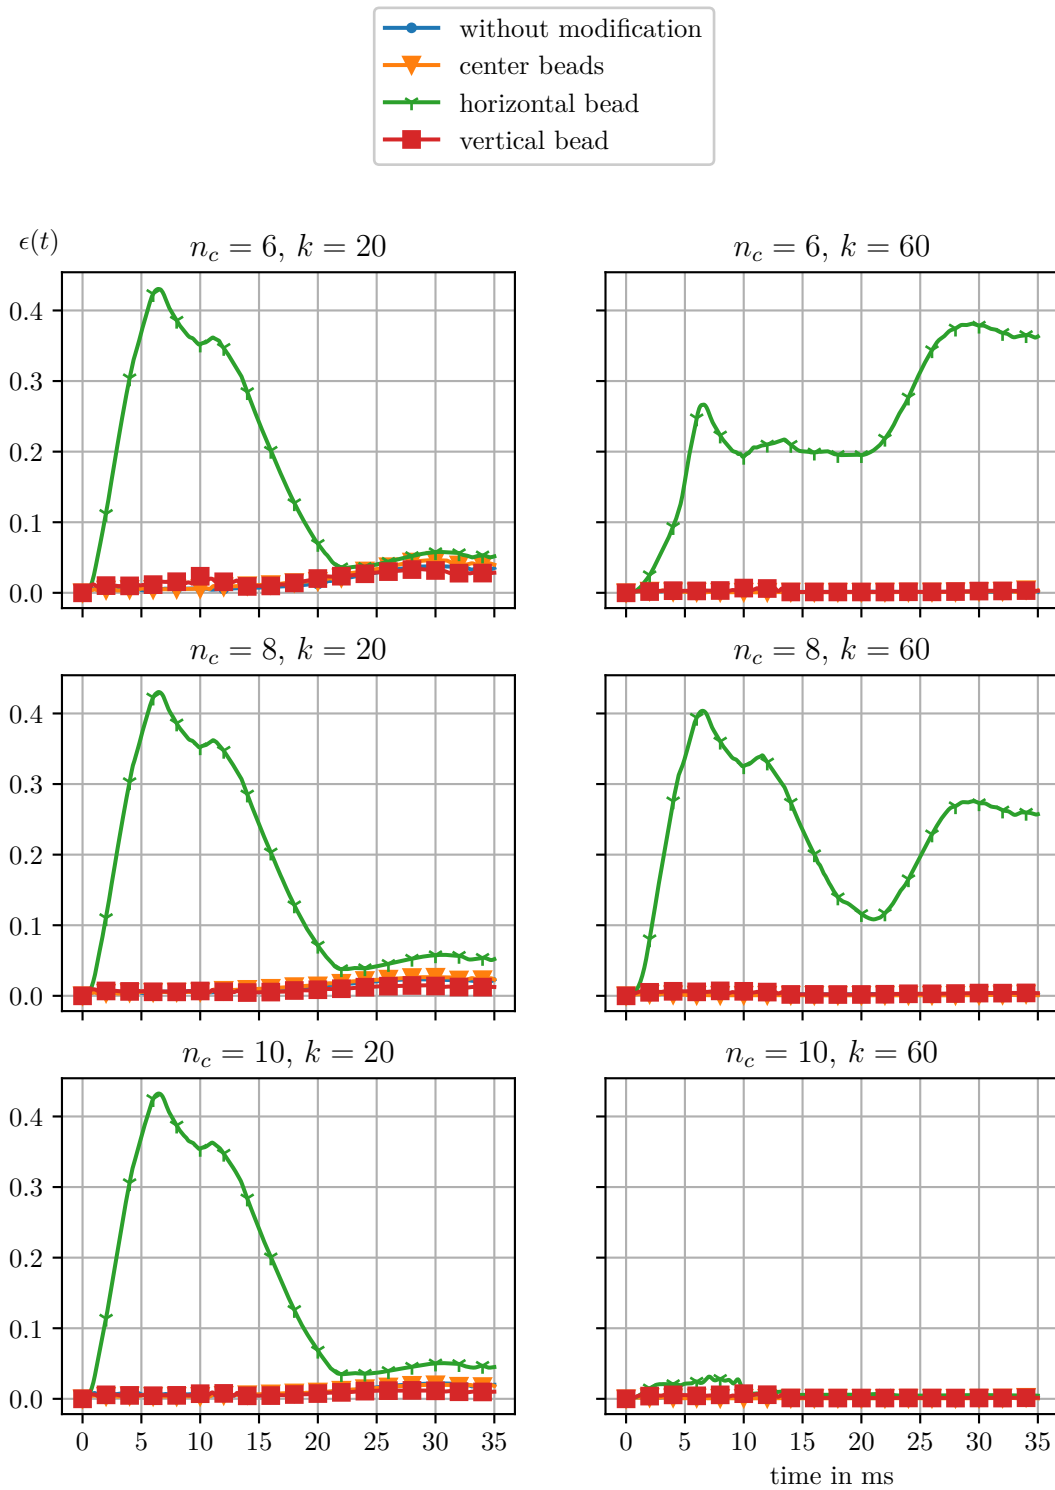 without modification
center beads
horizontal bead
vertical bead
ϵ(t)
n_c = 6, k = 20
n_c = 6, k = 60
0.4
0.3
0.2
0.1
0.0
n_c = 8, k = 20
n_c = 8, k = 60
0.4
0.3
0.2
0.1
0.0
n_c = 10, k = 20
n_c = 10, k = 60
0.4
0.3
0.2
0.1
0.0
0 5 10 15 20 25 30 35
0 5 10 15 20 25 30 35
time in ms